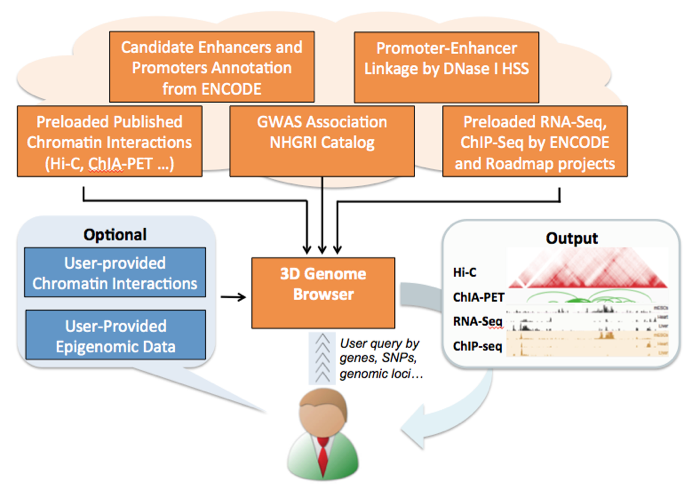 Candidate Enhancers and
Promoters Annotation
from ENCODE
Promoter-Enhancer
Linkage by DNase I HSS
Preloaded Published
Chromatin Interactions
(Hi-C, ChIA-PET ...)
GWAS Association
NHGRI Catalog
Preloaded RNA-Seq,
ChIP-Seq by ENCODE
and Roadmap projects
Optional
User-provided
Chromatin Interactions
User-Provided
Epigenomic Data
3D Genome
Browser
User query by
genes, SNPs,
genomic loci...
Output
Hi-C
ChIA-PET
RNA-Seq
ChIP-seq